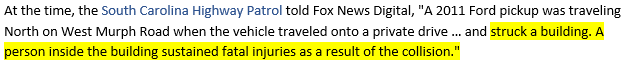 At the time, the South Carolina Highway Patrol told Fox News Digital, "A 2011 Ford pickup was traveling
North on West Murph Road when the vehicle traveled onto a private drive ... and struck a building. A
person inside the building sustained fatal injuries as a result of the collision."